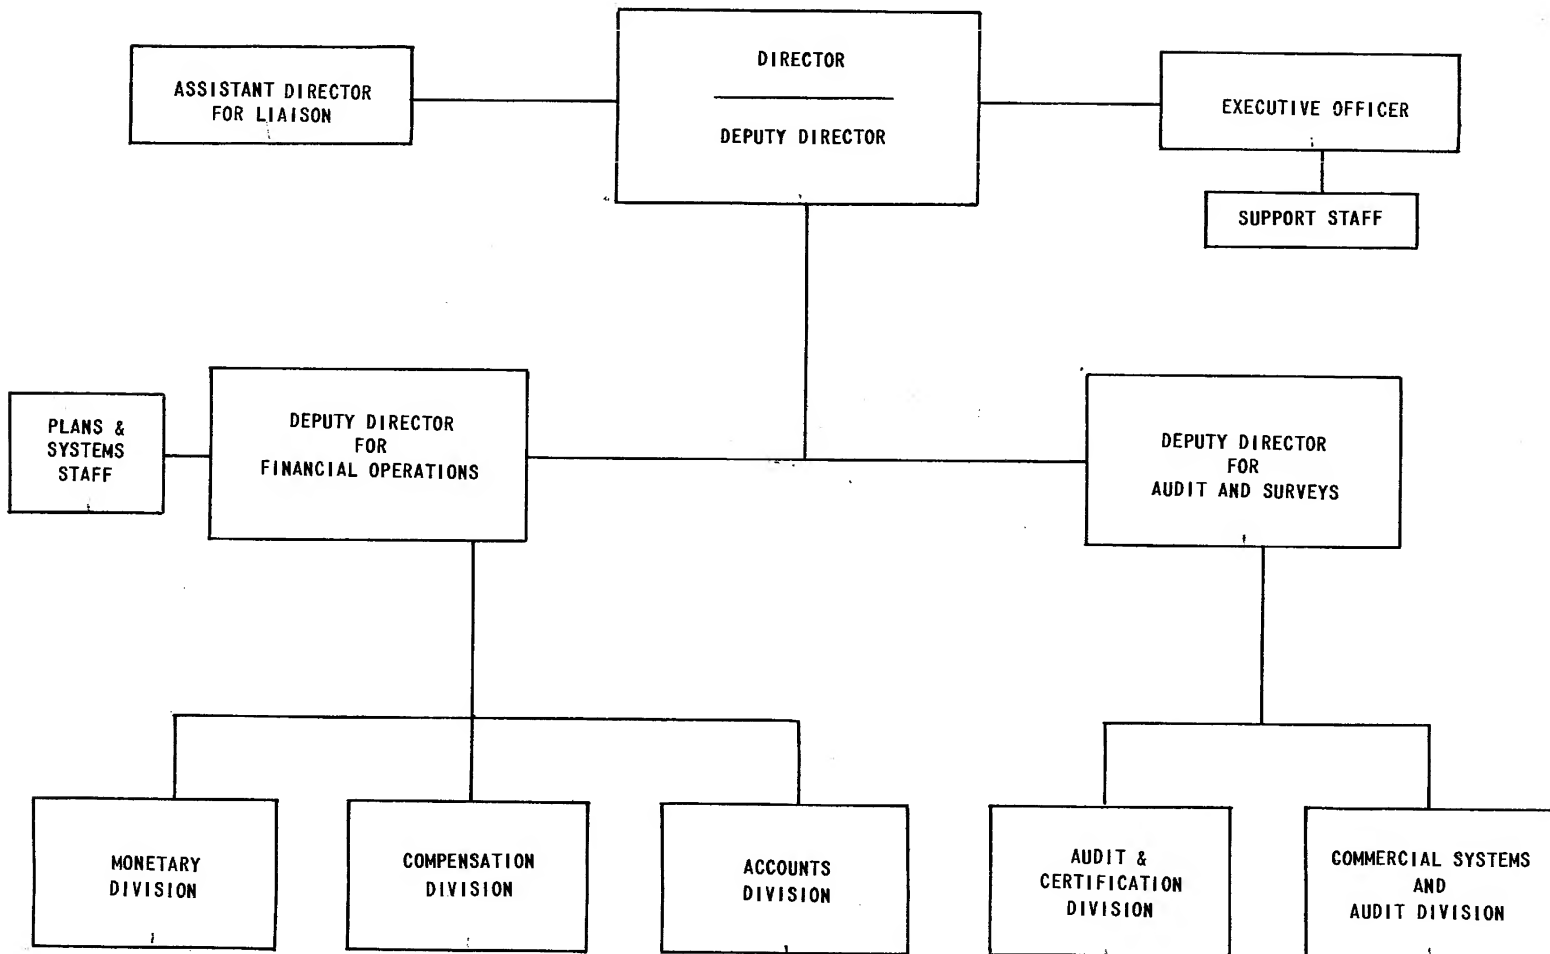 DIRECTOR
DEPUTY DIRECTOR
ASSISTANT DIRECTOR
FOR LIAISON
EXECUTIVE OFFICER
SUPPORT STAFF
PLANS &
SYSTEMS
STAFF
DEPUTY DIRECTOR
FOR
FINANCIAL OPERATIONS
DEPUTY DIRECTOR
FOR
AUDIT AND SURVEYS
MONETARY
DIVISION
COMPENSATION
DIVISION
ACCOUNTS
DIVISION
AUDIT &
CERTIFICATION
DIVISION
COMMERCIAL SYSTEMS
AND
AUDIT DIVISION